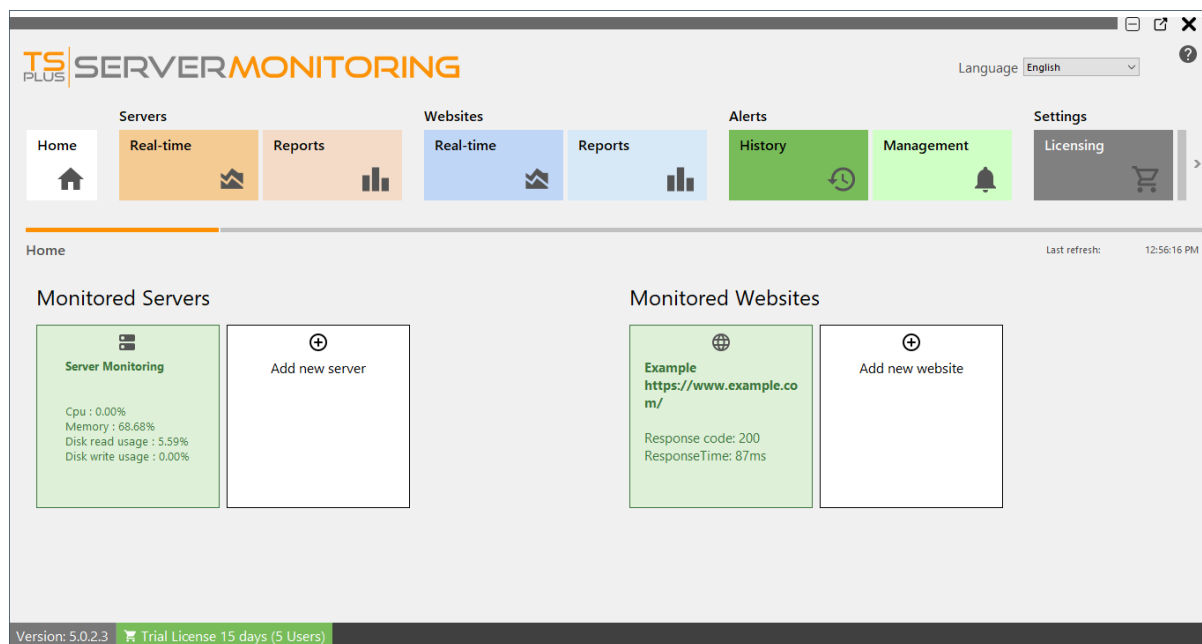 TS PLUS SERVERMONITORING
Language English
Servers
Websites
Alerts
Settings
Home
Real-time
Reports
Real-time
Reports
History
Management
Licensing
Home
Last refresh: 12:56:16 PM
Monitored Servers
Monitored Websites
Server Monitoring
Cpu : 0.00%
Memory : 68.68%
Disk read usage : 5.59%
Disk write usage : 0.00%
Add new server
Example
https://www.example.co
m/
Response code: 200
ResponseTime: 87ms
Add new website
Version: 5.0.2.3
Trial License 15 days (5 Users)